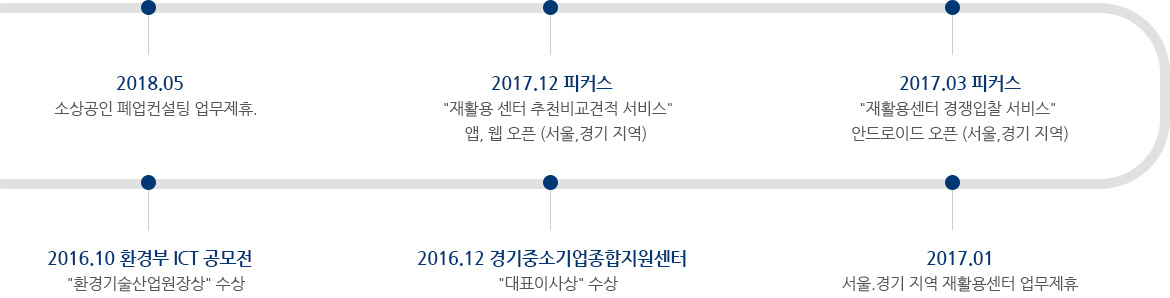 2018.05
소상공인 폐업컨설팅 업무제휴.
2017.12 피커스
"재활용 센터 추천비교견적 서비스"
앱, 웹 오픈 (서울,경기 지역)
2017.03 피커스
"재활용센터 경쟁입찰 서비스"
안드로이드 오픈 (서울,경기 지역)
2016.10 환경부 ICT 공모전
"환경기술산업원장상" 수상
2016.12 경기중소기업종합지원센터
"대표이사상" 수상
2017.01
서울.경기 지역 재활용센터 업무제휴